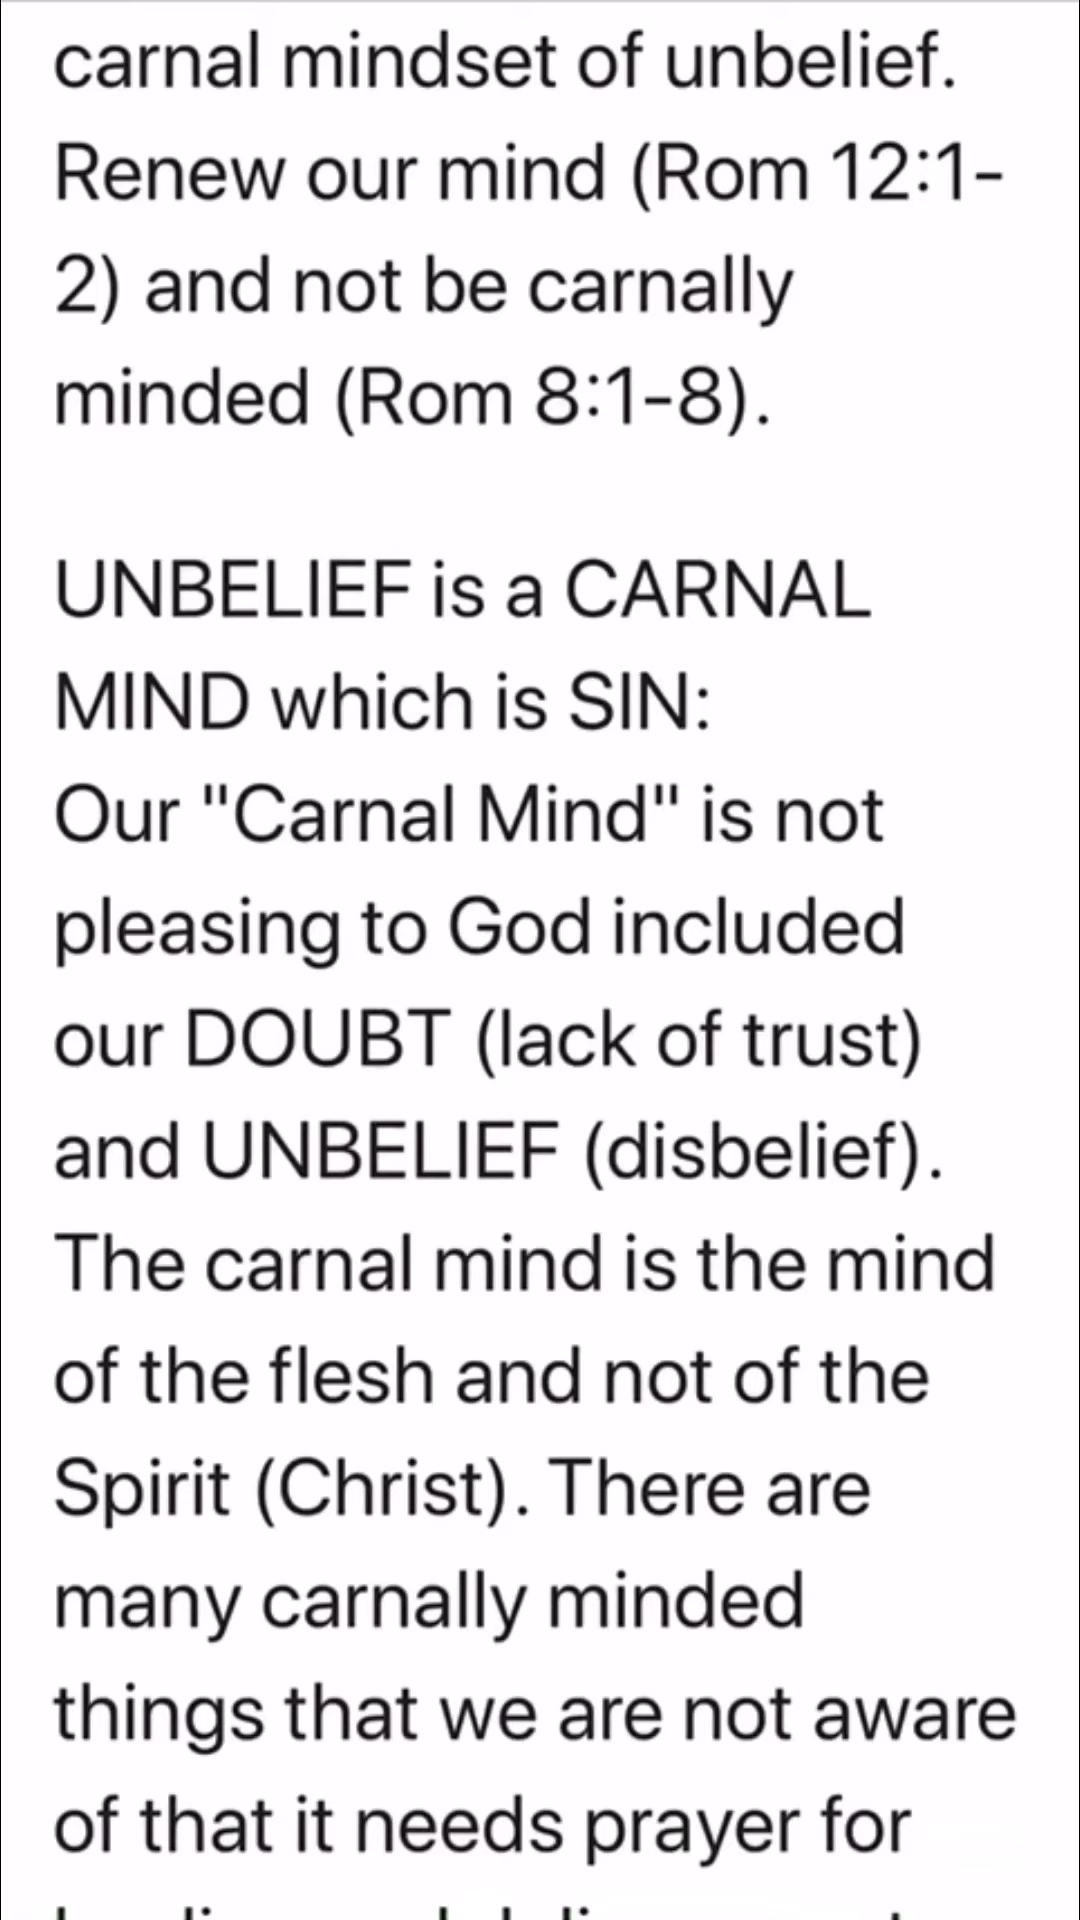 carnal mindset of unbelief.
Renew our mind (Rom 12:1-
2) and not be carnally
minded (Rom 8:1-8).
UNBELIEF is a CARNAL
MIND which is SIN:
Our "Carnal Mind" is not
pleasing to God included
our DOUBT (lack of trust)
and UNBELIEF (disbelief).
The carnal mind is the mind
of the flesh and not of the
Spirit (Christ). There are
many carnally minded
things that we are not aware
of that it needs prayer for